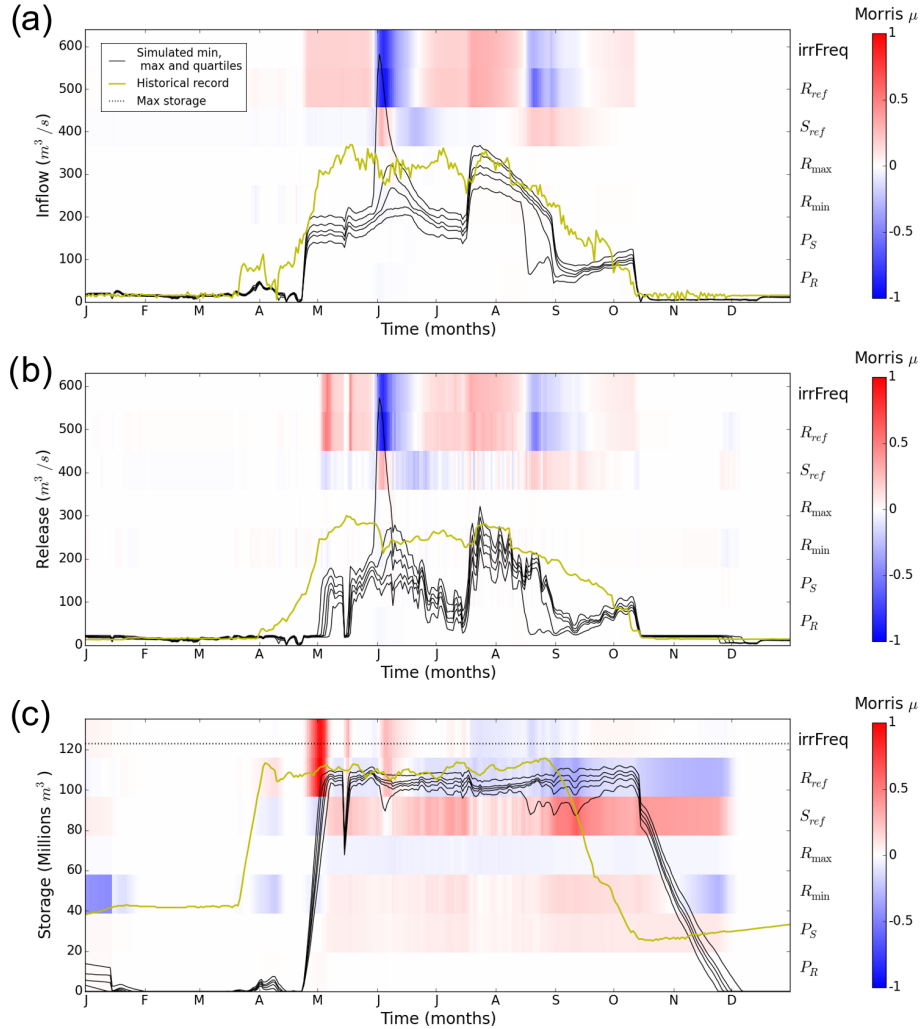 (a)
Morris μ
600
500
400
300
200
100
0
Inflow (m³/s)
Simulated min,
max and quartiles
Historical record
Max storage
irrFreq
R_ref
S_ref
R_max
R_min
P_S
P_R
1
0.5
0
-0.5
-1
J F M A M J J A S O N D
Time (months)
(b)
Morris μ
600
500
400
300
200
100
0
Release (m³/s)
irrFreq
R_ref
S_ref
R_max
R_min
P_S
P_R
1
0.5
0
-0.5
-1
J F M A M J J A S O N D
Time (months)
(c)
Morris μ
120
100
80
60
40
20
0
Storage (Millions m³)
irrFreq
R_ref
S_ref
R_max
R_min
P_S
P_R
1
0.5
0
-0.5
-1
J F M A M J J A S O N D
Time (months)